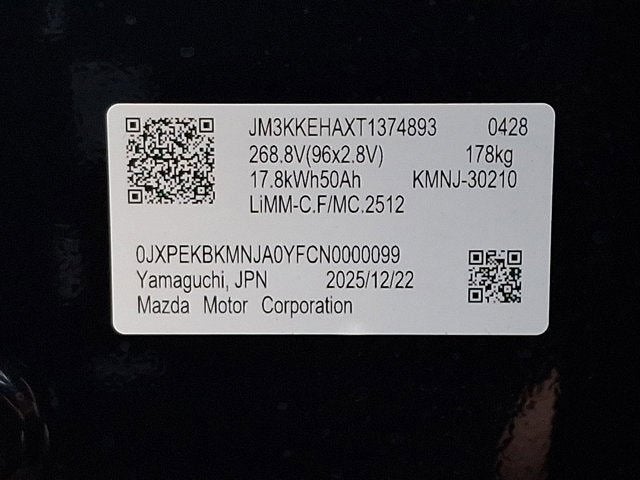 JM3KKEHAXT1374893 0428
268.8V(96x2.8V) 178kg
17.8kWh50Ah KMNJ-30210
LiMM-C.F/MC.2512
0JXPEKBKMNJA0YFCN0000099
Yamaguchi, JPN 2025/12/22
Mazda Motor Corporation